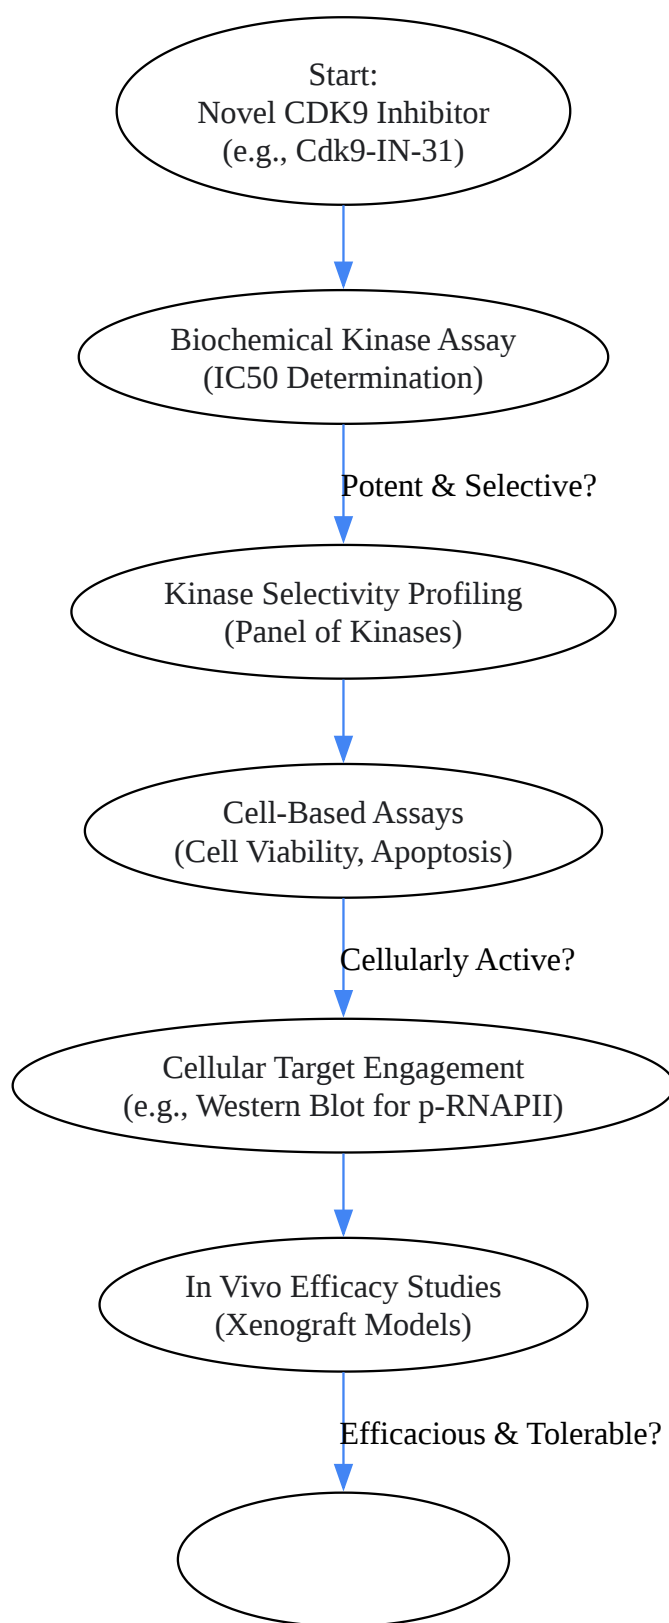 Start:
Novel CDK9 Inhibitor
(e.g., Cdk9-IN-31)
Biochemical Kinase Assay
(IC50 Determination)
Potent & Selective?
Kinase Selectivity Profiling
(Panel of Kinases)
Cell-Based Assays
(Cell Viability, Apoptosis)
Cellularly Active?
Cellular Target Engagement
(e.g., Western Blot for p-RNAPII)
In Vivo Efficacy Studies
(Xenograft Models)
Efficacious & Tolerable?